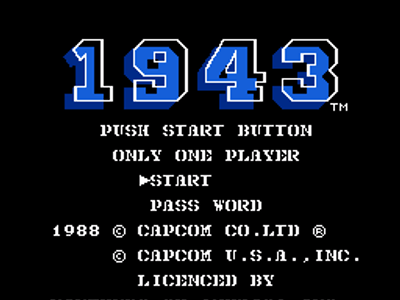 1943
TM
PUSH START BUTTON
ONLY ONE PLAYER
▶START
PASS WORD
1988 © CAPCOM CO.LTD ®
© CAPCOM U.S.A.,INC.
LICENCED BY